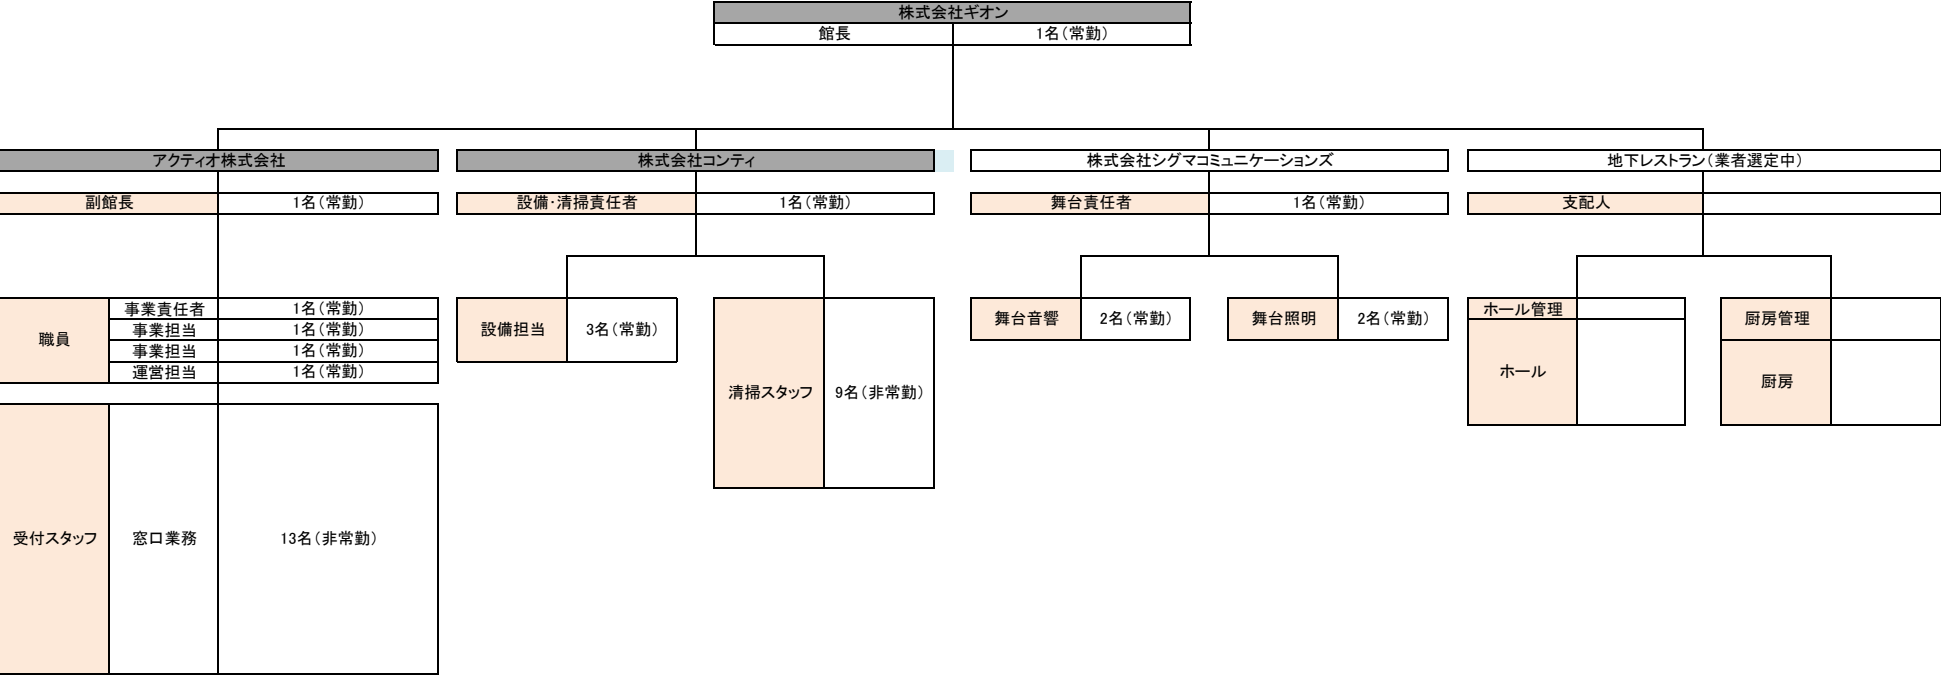 株式会社ギオン
館長 1名(常勤)
アクティオ株式会社 株式会社コンティ 株式会社シグマコミュニケーションズ 地下レストラン(業者選定中)
副館長 1名(常勤) 設備・清掃責任者 1名(常勤) 舞台責任者 1名(常勤) 支配人
職員
事業責任者 1名(常勤)
事業担当 1名(常勤)
事業担当 1名(常勤)
運営担当 1名(常勤)
受付スタッフ 窓口業務 13名(非常勤)
設備担当 3名(常勤)
清掃スタッフ 9名(非常勤)
舞台音響 2名(常勤)
舞台照明 2名(常勤)
ホール管理
ホール
厨房管理
厨房